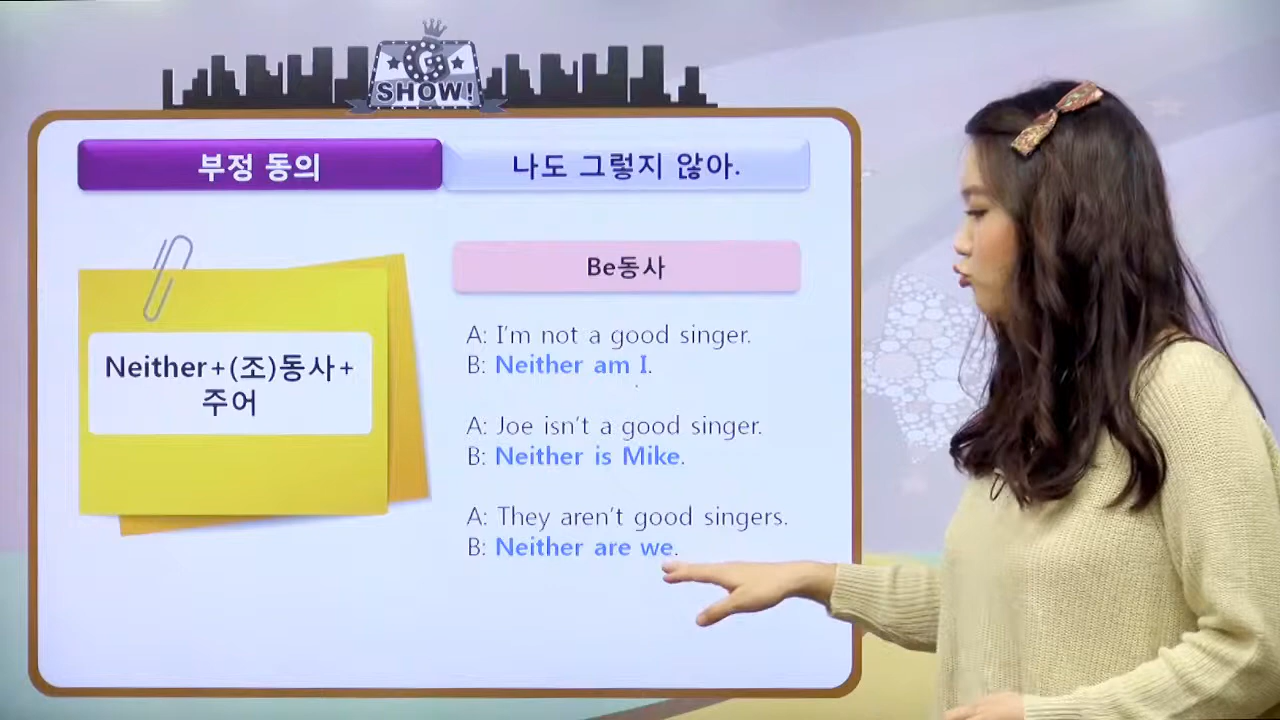 G
SHOW!
부정 동의
나도 그렇지 않아.
Neither+(조)동사+
주어
Be동사
A: I'm not a good singer.
B: Neither am I.
A: Joe isn't a good singer.
B: Neither is Mike.
A: They aren't good singers.
B: Neither are we.